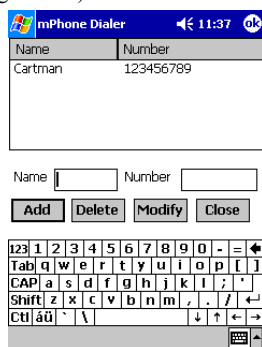 mPhone Dialer 11:37 ok
Name Number
Cartman 123456789
Name Number
Add Delete Modify Close
123 1 2 3 4 5 6 7 8 9 0 - =
Tab q w e r t y u i o p [ ]
CAP a s d f g h j k l ; '
Shift z x c v b n m , . /
Ctl áü ` \